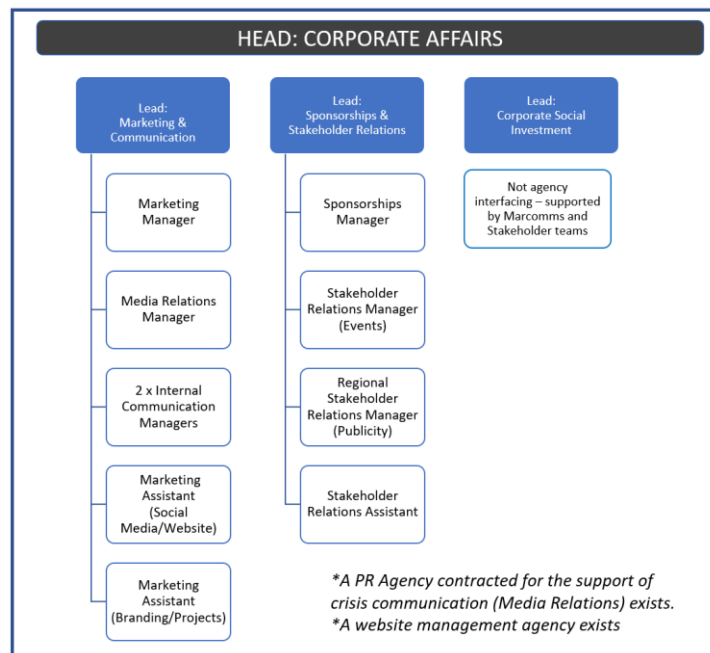 HEAD: CORPORATE AFFAIRS
Lead:
Marketing &
Communication
Marketing
Manager
Media Relations
Manager
2 x Internal
Communication
Managers
Marketing
Assistant
(Social
Media/Website)
Marketing
Assistant
(Branding/Projects)
Lead:
Sponsorships &
Stakeholder Relations
Sponsorships
Manager
Stakeholder
Relations Manager
(Events)
Regional
Stakeholder
Relations Manager
(Publicity)
Stakeholder
Relations Assistant
Lead:
Corporate Social
Investment
Not agency
interfacing – supported
by Marcomms and
Stakeholder teams
*A PR Agency contracted for the support of
crisis communication (Media Relations) exists.
*A website management agency exists